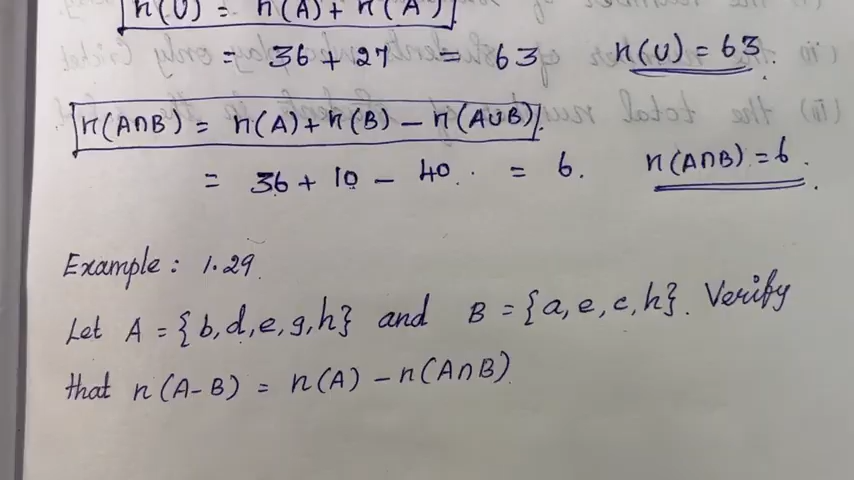 n(U) = n(A) + n(A')
= 36 + 27 = 63 n(U) = 63.
n(A∩B) = n(A) + n(B) − n(A∪B).
= 36 + 10 − 40. = 6. n(A∩B) = 6.
Example: 1.29.
Let A = {b, d, e, g, h} and B = {a, e, c, h}. Verify
that n(A−B) = n(A) − n(A∩B).